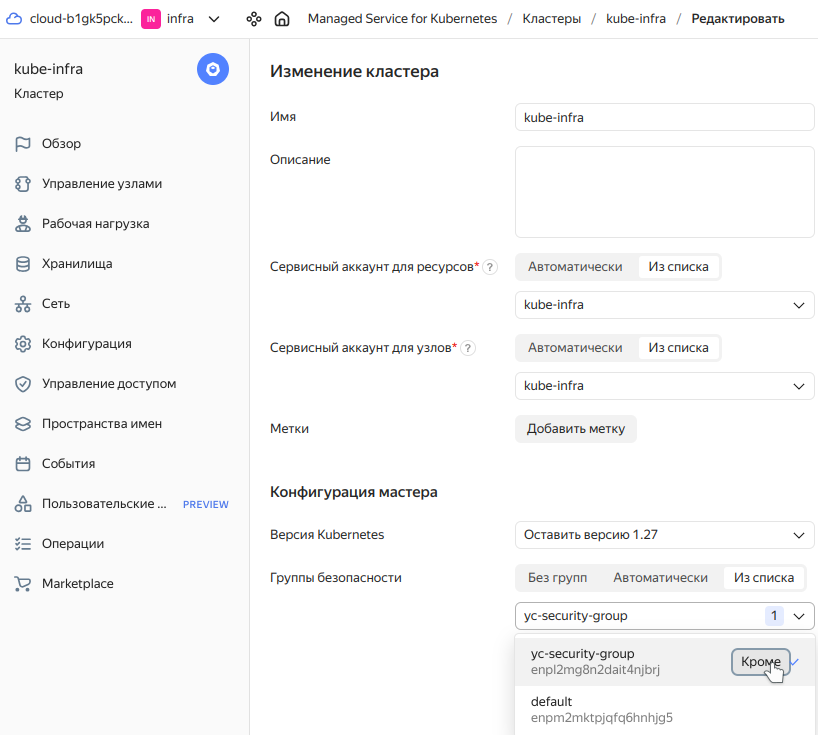 cloud-b1gk5pck... IN infra Managed Service for Kubernetes / Кластеры / kube-infra / Редактировать
kube-infra
Кластер
Обзор
Управление узлами
Рабочая нагрузка
Хранилища
Сеть
Конфигурация
Управление доступом
Пространства имен
События
Пользовательские ... PREVIEW
Операции
Marketplace
Изменение кластера
Имя
kube-infra
Описание
Сервисный аккаунт для ресурсов* ? Автоматически Из списка
kube-infra
Сервисный аккаунт для узлов* ? Автоматически Из списка
kube-infra
Метки Добавить метку
Конфигурация мастера
Версия Kubernetes Оставить версию 1.27
Группы безопасности Без групп Автоматически Из списка
yc-security-group 1
yc-security-group Кроме
enpl2mg8n2dait4njbrj
default
enpm2mktpjqfq6hnhjg5